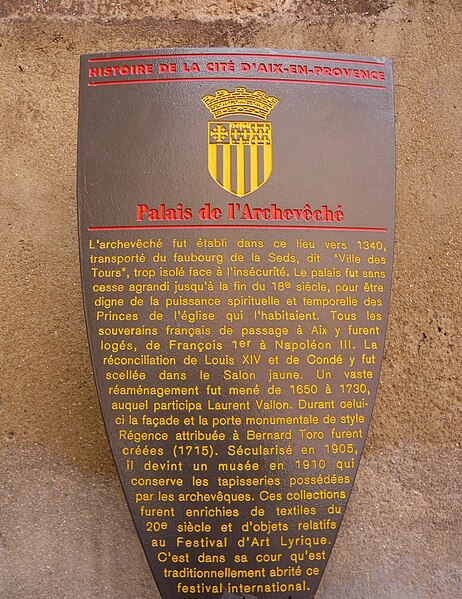 HISTOIRE DE LA CITÉ D'AIX-EN-PROVENCE
Palais de l'Archevêché
L'archevêché fut établi dans ce lieu vers 1340,
transporté du faubourg de la Seds, dit "Ville des
Tours", trop isolé face à l'insécurité. Le palais fut sans
cesse agrandi jusqu'à la fin du 18e siècle, pour être
digne de la puissance spirituelle et temporelle des
Princes de l'église qui l'habitaient. Tous les
souverains français de passage à Aix y furent
logés, de François 1er à Napoléon III. La
réconciliation de Louis XIV et de Condé y fut
scellée dans le Salon jaune. Un vaste
réaménagement fut mené de 1650 à 1730,
auquel participa Laurent Vallon. Durant celui-
ci la façade et la porte monumentale de style
Régence attribuée à Bernard Toro furent
créées (1715). Sécularisé en 1905,
il devint un musée en 1910 qui
conserve les tapisseries possédées
par les archevêques. Ces collections
furent enrichies de textiles du
20e siècle et d'objets relatifs
au Festival d'Art Lyrique.
C'est dans sa cour qu'est
traditionnellement abrité ce
festival international.